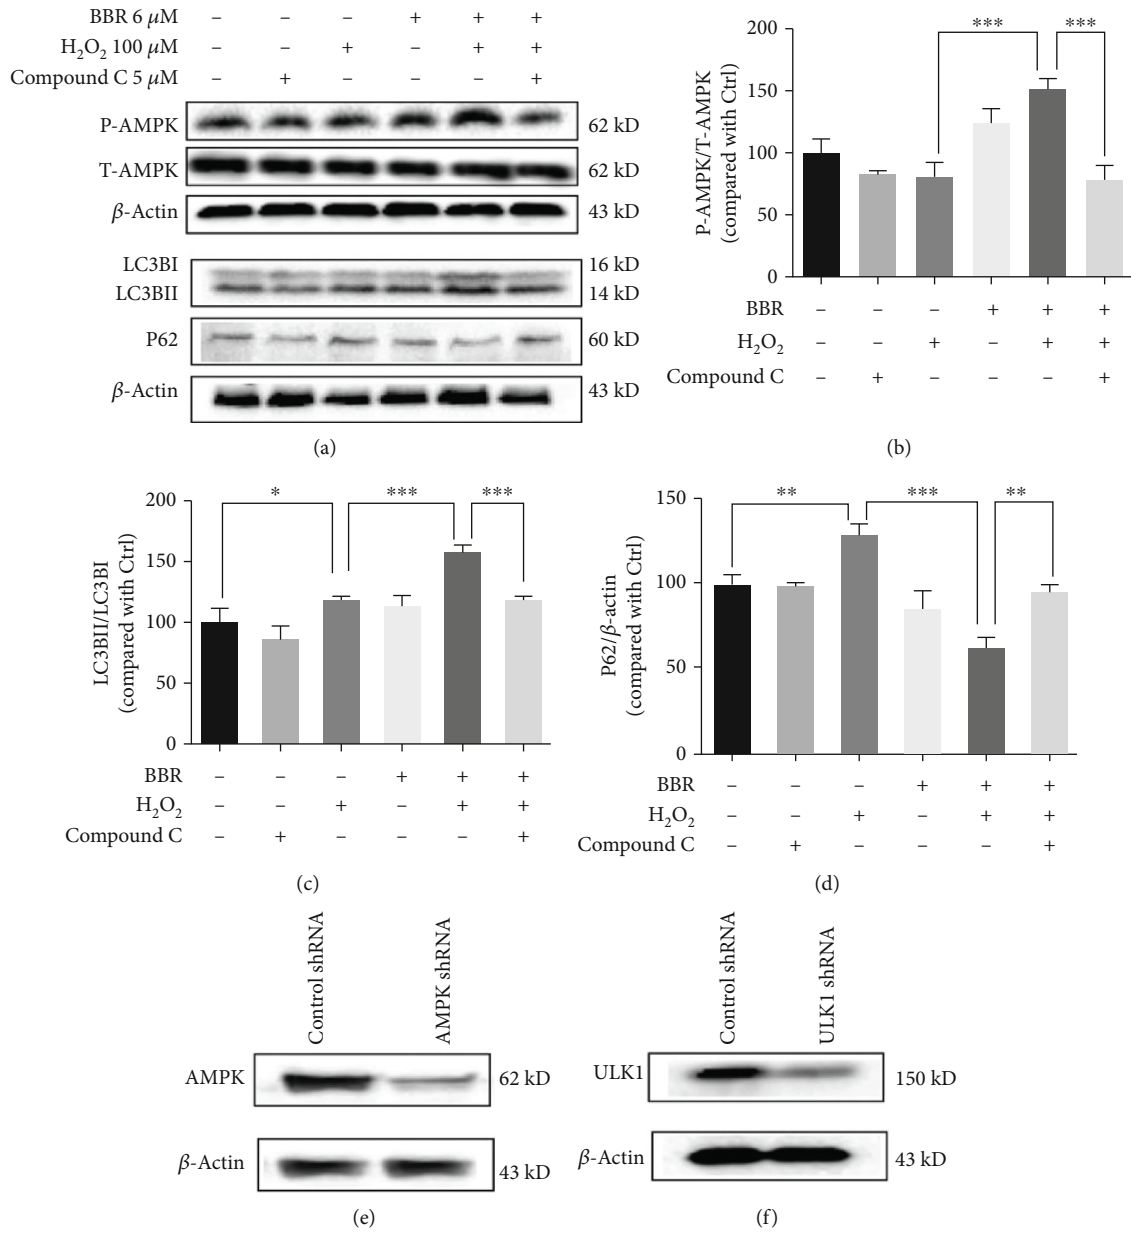 BBR 6 μM – – – + + +
H₂O₂ 100 μM – – + – + +
Compound C 5 μM – + – – – +
P-AMPK 62 kD
T-AMPK 62 kD
β-Actin 43 kD
LC3BI 16 kD
LC3BII 14 kD
P62 60 kD
β-Actin 43 kD
(a)
P-AMPK/T-AMPK
(compared with Ctrl)
200
150
100
50
0
*** ***
BBR – – – + + +
H₂O₂ – – + – + +
Compound C – + – – – +
(b)
LC3BII/LC3BI
(compared with Ctrl)
200
150
100
50
0
* *** ***
BBR – – – + + +
H₂O₂ – – + – + +
Compound C – + – – – +
(c)
P62/β-actin
(compared with Ctrl)
150
100
50
0
** *** **
BBR – – – + + +
H₂O₂ – – + – + +
Compound C – + – – – +
(d)
Control shRNA
AMPK shRNA
AMPK 62 kD
β-Actin 43 kD
(e)
Control shRNA
ULK1 shRNA
ULK1 150 kD
β-Actin 43 kD
(f)